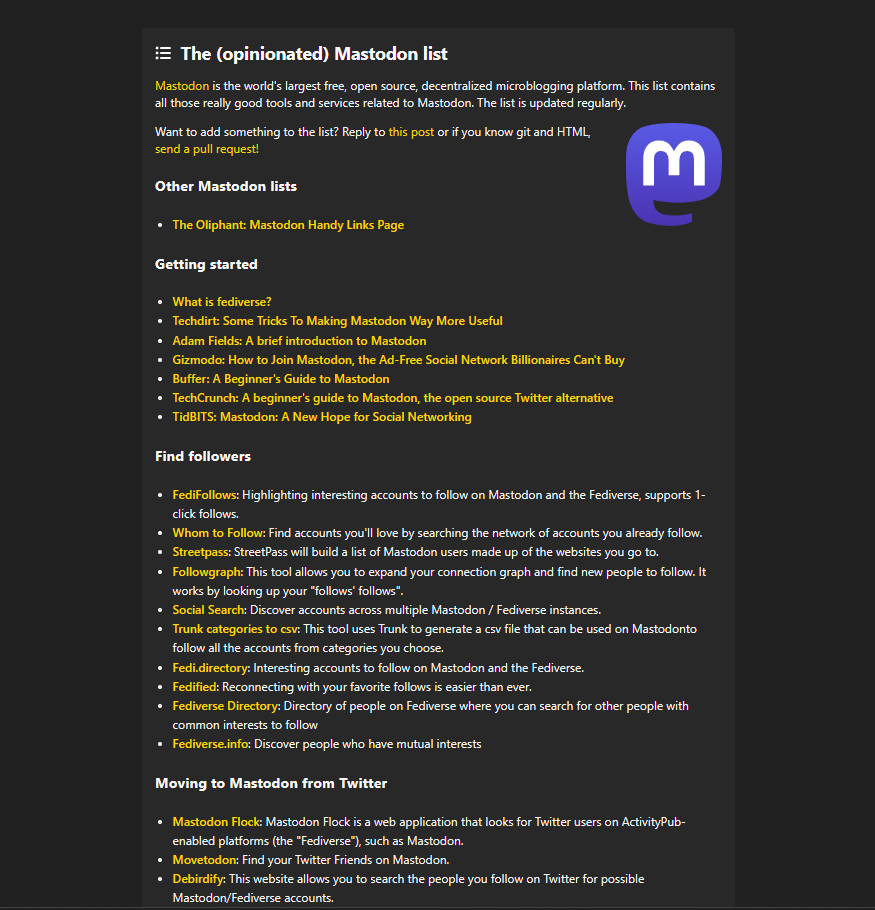 The (opinionated) Mastodon list
Mastodon is the world's largest free, open source, decentralized microblogging platform. This list contains
all those really good tools and services related to Mastodon. The list is updated regularly.
Want to add something to the list? Reply to this post or if you know git and HTML,
send a pull request!
m
Other Mastodon lists
• The Oliphant: Mastodon Handy Links Page
Getting started
• What is fediverse?
• Techdirt: Some Tricks To Making Mastodon Way More Useful
• Adam Fields: A brief introduction to Mastodon
• Gizmodo: How to Join Mastodon, the Ad-Free Social Network Billionaires Can't Buy
• Buffer: A Beginner's Guide to Mastodon
• TechCrunch: A beginner's guide to Mastodon, the open source Twitter alternative
• TidBITS: Mastodon: A New Hope for Social Networking
Find followers
• FediFollows: Highlighting interesting accounts to follow on Mastodon and the Fediverse, supports 1-
click follows.
• Whom to Follow: Find accounts you'll love by searching the network of accounts you already follow.
• Streetpass: StreetPass will build a list of Mastodon users made up of the websites you go to.
• Followgraph: This tool allows you to expand your connection graph and find new people to follow. It
works by looking up your "follows' follows".
• Social Search: Discover accounts across multiple Mastodon / Fediverse instances.
• Trunk categories to csv: This tool uses Trunk to generate a csv file that can be used on Mastodonto
follow all the accounts from categories you choose.
• Fedi.directory: Interesting accounts to follow on Mastodon and the Fediverse.
• Fedified: Reconnecting with your favorite follows is easier than ever.
• Fediverse Directory: Directory of people on Fediverse where you can search for other people with
common interests to follow
• Fediverse.info: Discover people who have mutual interests
Moving to Mastodon from Twitter
• Mastodon Flock: Mastodon Flock is a web application that looks for Twitter users on ActivityPub-
enabled platforms (the "Fediverse"), such as Mastodon.
• Movetodon: Find your Twitter Friends on Mastodon.
• Debirdify: This website allows you to search the people you follow on Twitter for possible
Mastodon/Fediverse accounts.